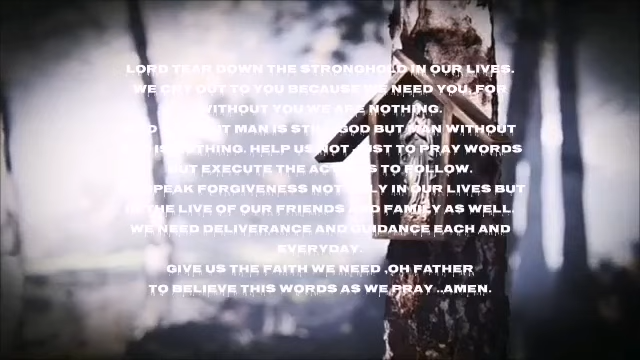 LORD TEAR DOWN THE STRONGHOLD IN OUR LIVES.
WE CRY OUT TO YOU BECAUSE WE NEED YOU, FOR
WITHOUT YOU WE ARE NOTHING.
MAN IS STILL GOD BUT MAN WITHOUT
IS NOTHING. HELP US NOT JUST TO PRAY WORDS
BUT EXECUTE THE ACTIONS TO FOLLOW.
SPEAK FORGIVENESS NOT ONLY IN OUR LIVES BUT
THE LIVE OF OUR FRIENDS AND FAMILY AS WELL.
WE NEED DELIVERANCE AND GUIDANCE EACH AND
EVERYDAY.
GIVE US THE FAITH WE NEED ,OH FATHER
TO BELIEVE THIS WORDS AS WE PRAY ..AMEN.